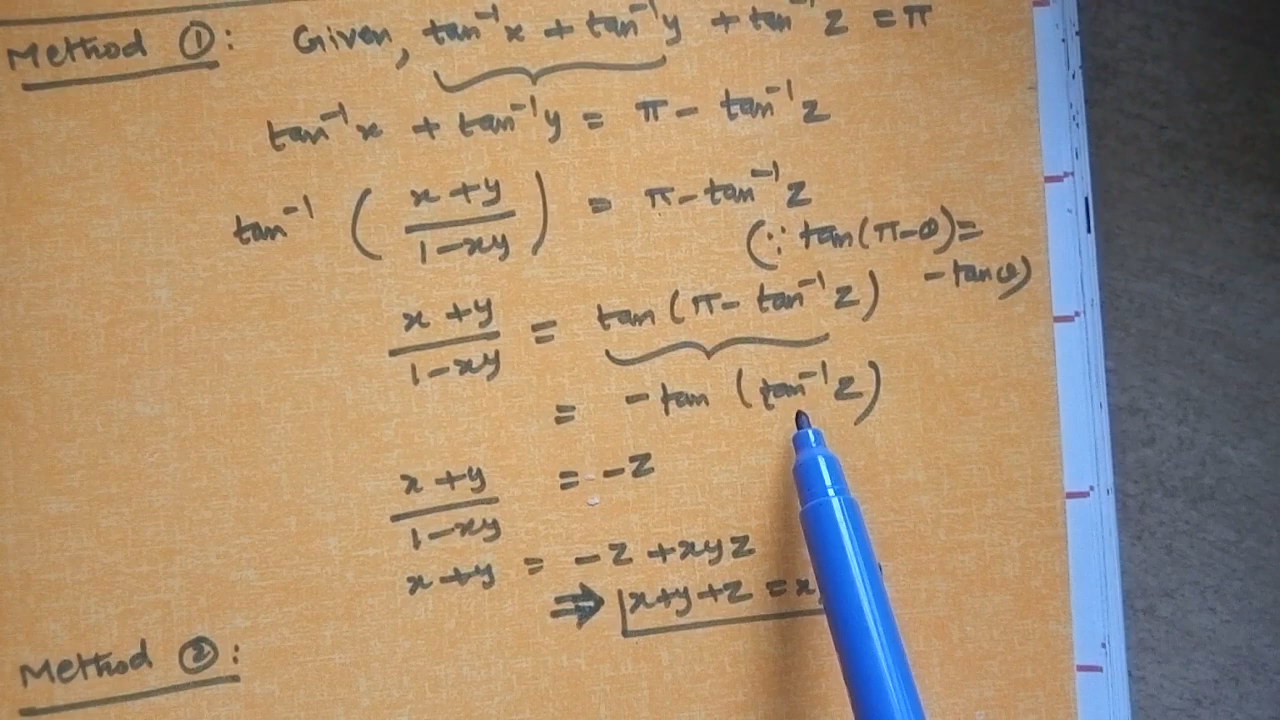 Method ①: Given, tan⁻¹x + tan⁻¹y + tan⁻¹z = π
tan⁻¹x + tan⁻¹y = π - tan⁻¹z
tan⁻¹ ( (x+y)/(1-xy) ) = π - tan⁻¹z
(∵ tan(π-θ) =
-tanθ)
(x+y)/(1-xy) = tan(π - tan⁻¹z)
= -tan (tan⁻¹z)
(x+y)/(1-xy) = -z
x+y = -z + xyz
⇒ x+y+z = x
Method ②: